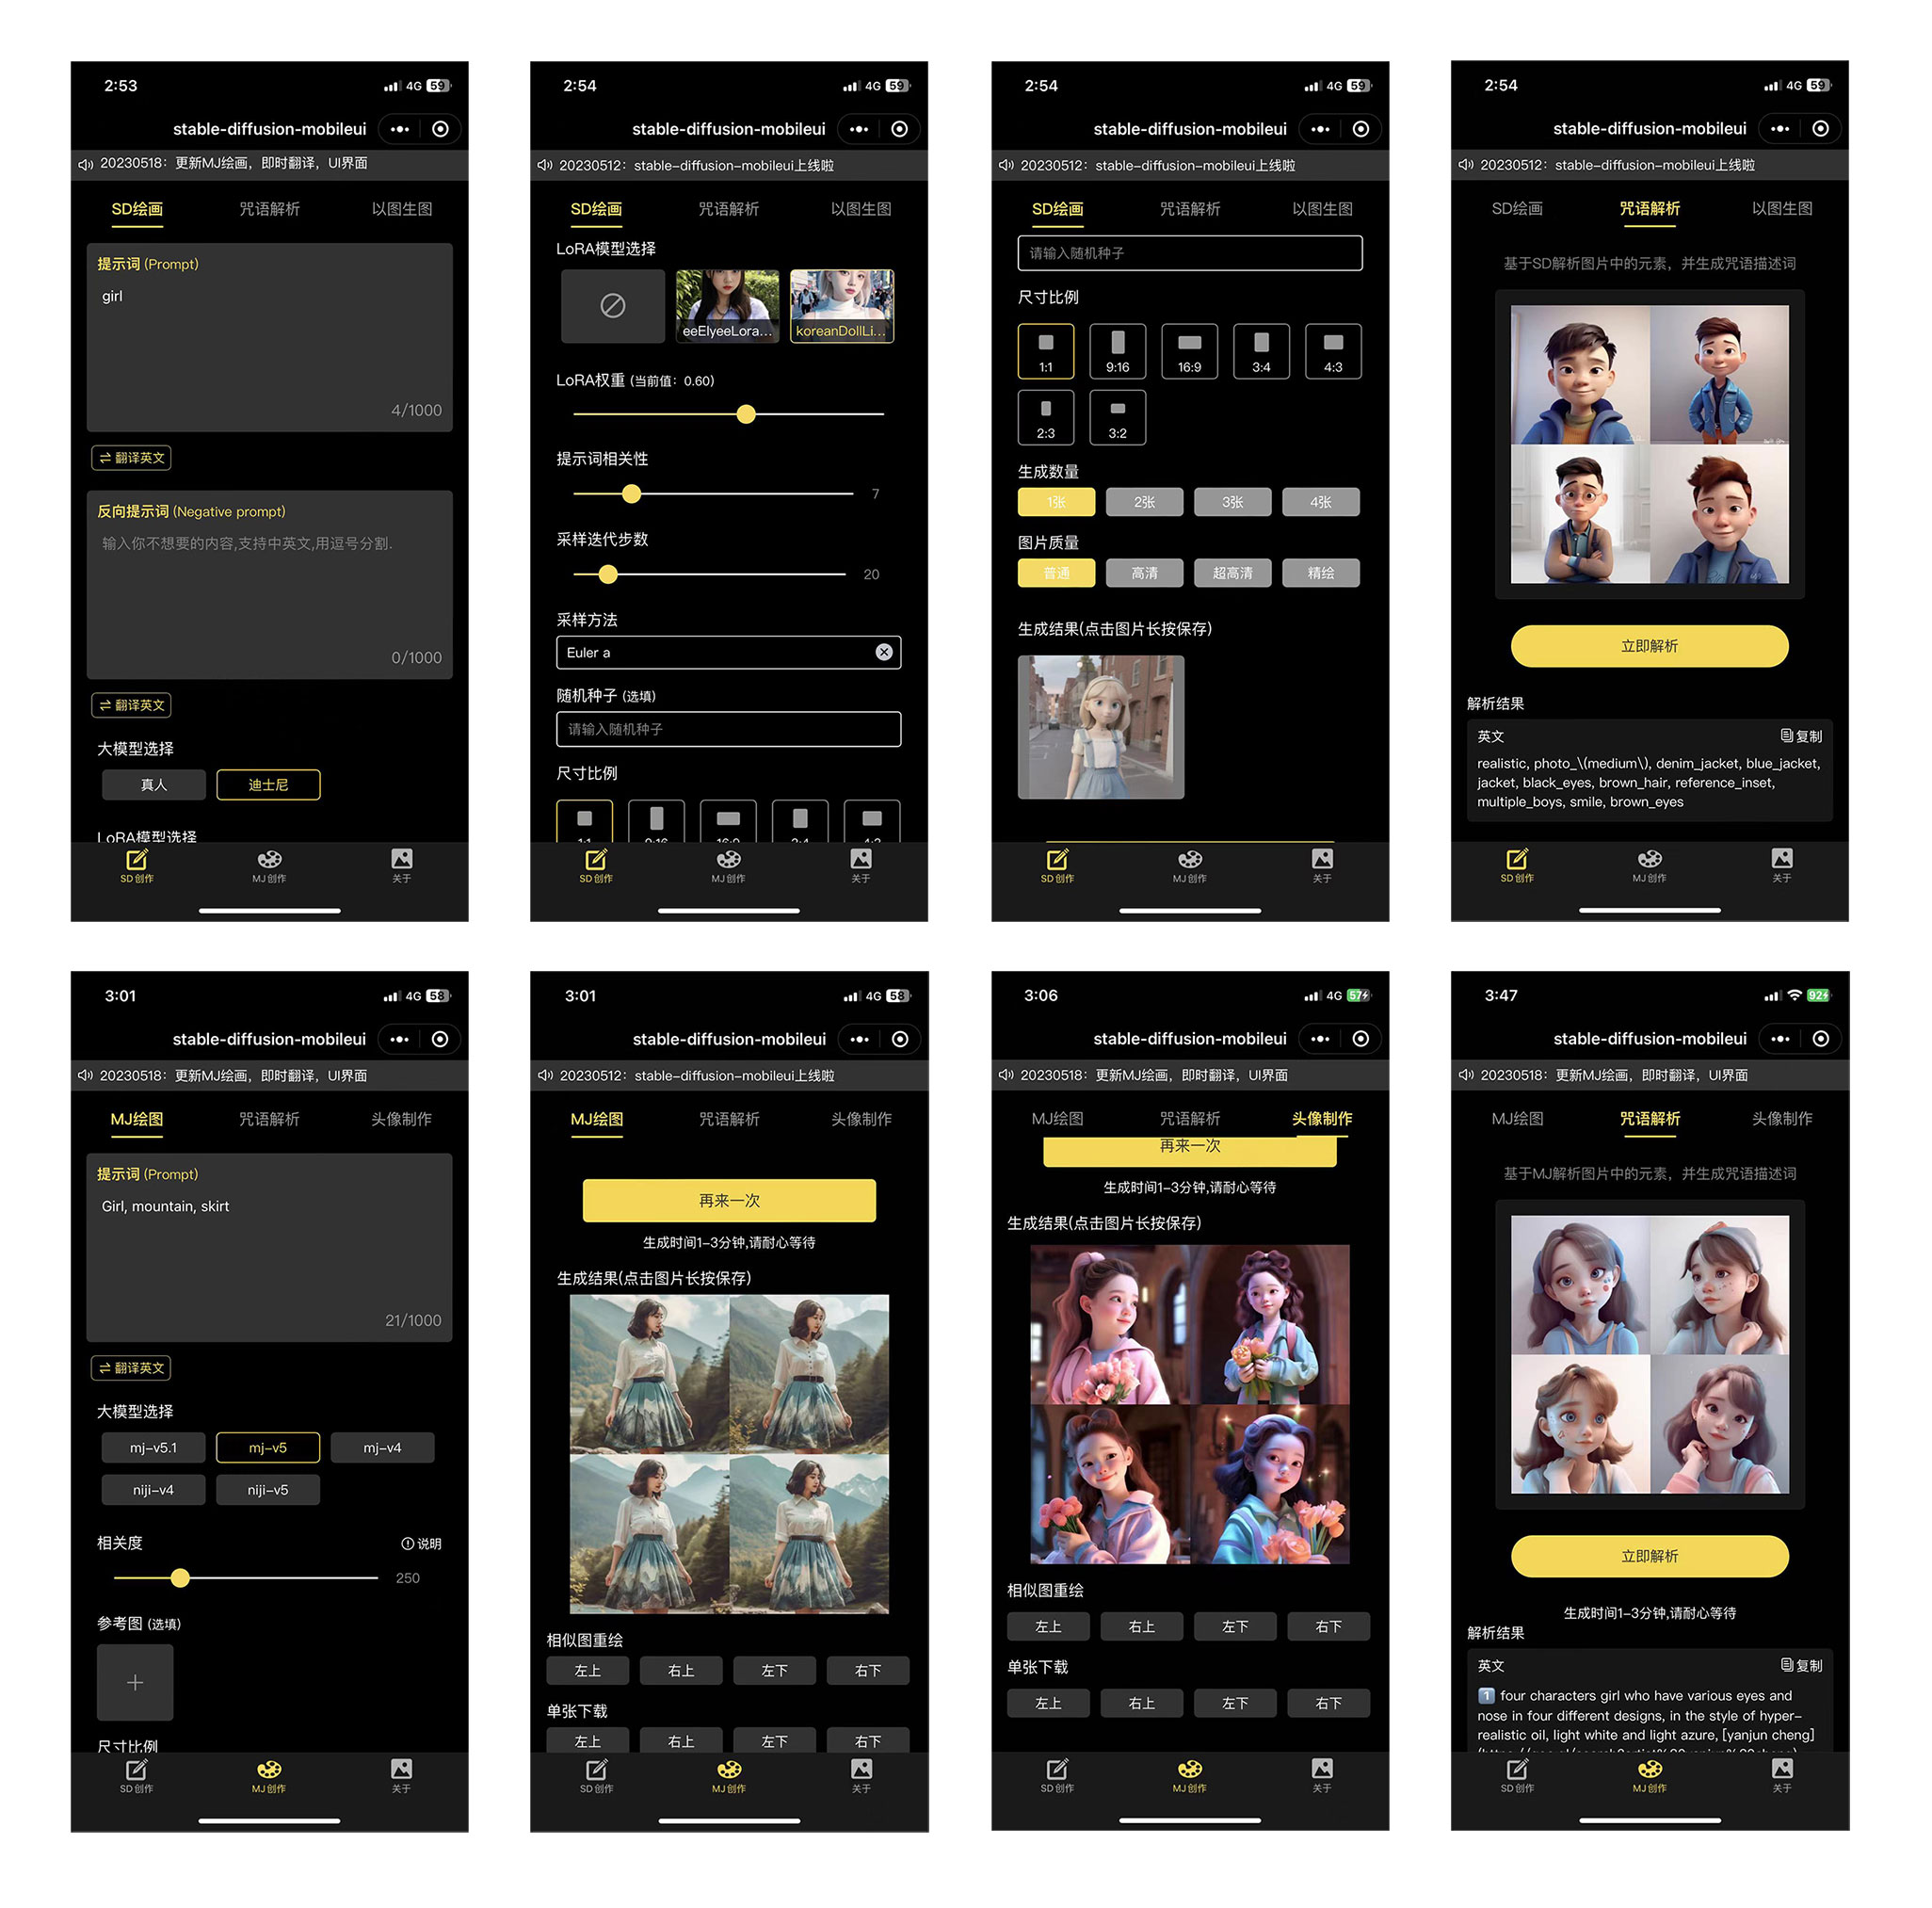 2:53
4G 59
stable-diffusion-mobileui
20230518：更新MJ绘画，即时翻译，UI界面
SD绘画 咒语解析 以图生图
提示词 (Prompt)
girl
4/1000
翻译英文
反向提示词 (Negative prompt)
输入你不想要的内容,支持中英文,用逗号分割.
0/1000
翻译英文
大模型选择
真人 迪士尼
LoRA模型选择
SD创作 MJ创作 关于
2:54
4G 59
stable-diffusion-mobileui
20230512：stable-diffusion-mobileui上线啦
SD绘画 咒语解析 以图生图
LoRA模型选择
eeElyeeLora... koreanDollLi...
LoRA权重 (当前值：0.60)
提示词相关性
7
采样迭代步数
20
采样方法
Euler a
随机种子 (选填)
请输入随机种子
尺寸比例
1:1 9:16 16:9 3:4 4:3
SD创作 MJ创作 关于
2:54
4G 59
stable-diffusion-mobileui
20230512：stable-diffusion-mobileui上线啦
SD绘画 咒语解析 以图生图
请输入随机种子
尺寸比例
1:1 9:16 16:9 3:4 4:3
2:3 3:2
生成数量
1张 2张 3张 4张
图片质量
普通 高清 超高清 精绘
生成结果(点击图片长按保存)
SD创作 MJ创作 关于
2:54
4G 59
stable-diffusion-mobileui
20230512：stable-diffusion-mobileui上线啦
SD绘画 咒语解析 以图生图
基于SD解析图片中的元素，并生成咒语描述词
立即解析
解析结果
英文 复制
realistic, photo_\(medium\), denim_jacket, blue_jacket,
jacket, black_eyes, brown_hair, reference_inset,
multiple_boys, smile, brown_eyes
SD创作 MJ创作 关于
3:01
4G 58
stable-diffusion-mobileui
20230518：更新MJ绘画，即时翻译，UI界面
MJ绘图 咒语解析 头像制作
提示词 (Prompt)
Girl, mountain, skirt
21/1000
翻译英文
大模型选择
mj-v5.1 mj-v5 mj-v4
niji-v4 niji-v5
相关度 说明
250
参考图 (选填)
尺寸比例
SD创作 MJ创作 关于
3:01
4G 58
stable-diffusion-mobileui
20230512：stable-diffusion-mobileui上线啦
MJ绘图 咒语解析 头像制作
再来一次
生成时间1-3分钟,请耐心等待
生成结果(点击图片长按保存)
相似图重绘
左上 右上 左下 右下
单张下载
左上 右上 左下 右下
SD创作 MJ创作 关于
3:06
4G 57
stable-diffusion-mobileui
20230518：更新MJ绘画，即时翻译，UI界面
MJ绘图 咒语解析 头像制作
再来一次
生成时间1-3分钟,请耐心等待
生成结果(点击图片长按保存)
相似图重绘
左上 右上 左下 右下
单张下载
左上 右上 左下 右下
SD创作 MJ创作 关于
3:47
92
stable-diffusion-mobileui
20230518：更新MJ绘画，即时翻译，UI界面
MJ绘图 咒语解析 头像制作
基于MJ解析图片中的元素，并生成咒语描述词
立即解析
生成时间1-3分钟,请耐心等待
解析结果
英文 复制
1 four characters girl who have various eyes and
nose in four different designs, in the style of hyper-
realistic oil, light white and light azure, [yanjun cheng]
SD创作 MJ创作 关于